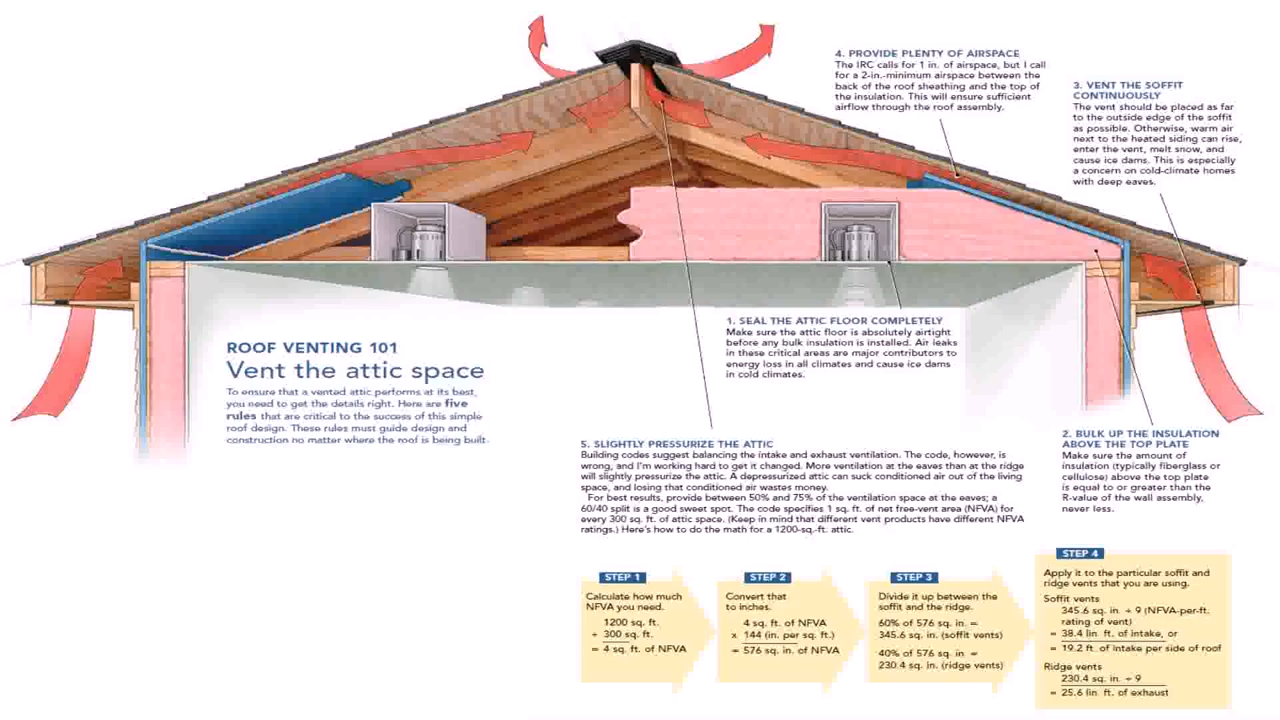 4. PROVIDE PLENTY OF AIRSPACE
The IRC calls for 1 in. of airspace, but I call
for a 2-in.-minimum airspace between the
back of the roof sheathing and the top of
the insulation. This will ensure sufficient
airflow through the roof assembly.
3. VENT THE SOFFIT
CONTINUOUSLY
The vent should be placed as far
to the outside edge of the soffit
as possible. Otherwise, warm air
next to the heated siding can rise,
enter the vent, melt snow, and
cause ice dams. This is especially
a concern on cold-climate homes
with deep eaves.
1. SEAL THE ATTIC FLOOR COMPLETELY
Make sure the attic floor is absolutely airtight
before any bulk insulation is installed. Air leaks
in these critical areas are major contributors to
energy loss in all climates and cause ice dams
in cold climates.
ROOF VENTING 101
Vent the attic space
To ensure that a vented attic performs at its best,
you need to get the details right. Here are five
rules that are critical to the success of this simple
roof design. These rules must guide design and
construction no matter where the roof is being built.
2. BULK UP THE INSULATION
ABOVE THE TOP PLATE
Make sure the amount of
insulation (typically fiberglass or
cellulose) above the top plate
is equal to or greater than the
R-value of the wall assembly,
never less.
5. SLIGHTLY PRESSURIZE THE ATTIC
Building codes suggest balancing the intake and exhaust ventilation. The code, however, is
wrong, and I'm working hard to get it changed. More ventilation at the eaves than at the ridge
will slightly pressurize the attic. A depressurized attic can suck conditioned air out of the living
space, and losing that conditioned air wastes money.
For best results, provide between 50% and 75% of the ventilation space at the eaves; a
60/40 split is a good sweet spot. The code specifies 1 sq. ft. of net free-vent area (NFVA) for
every 300 sq. ft. of attic space. (Keep in mind that different vent products have different NFVA
ratings.) Here's how to do the math for a 1200-sq.-ft. attic.
STEP 1
Calculate how much
NFVA you need.
1200 sq. ft.
÷ 300 sq. ft.
= 4 sq. ft. of NFVA
STEP 2
Convert that
to inches.
4 sq. ft. of NFVA
x 144 (in. per sq. ft.)
= 576 sq. in. of NFVA
STEP 3
Divide it up between the
soffit and the ridge.
60% of 576 sq. in. =
345.6 sq. in. (soffit vents)
40% of 576 sq. in. =
230.4 sq. in. (ridge vents)
STEP 4
Apply it to the particular soffit and
ridge vents that you are using.
Soffit vents
345.6 sq. in. ÷ 9 (NFVA-per-ft.
rating of vent)
= 38.4 lin. ft. of intake, or
= 19.2 ft. of intake per side of roof
Ridge vents
230.4 sq. in. ÷ 9
= 25.6 lin. ft. of exhaust